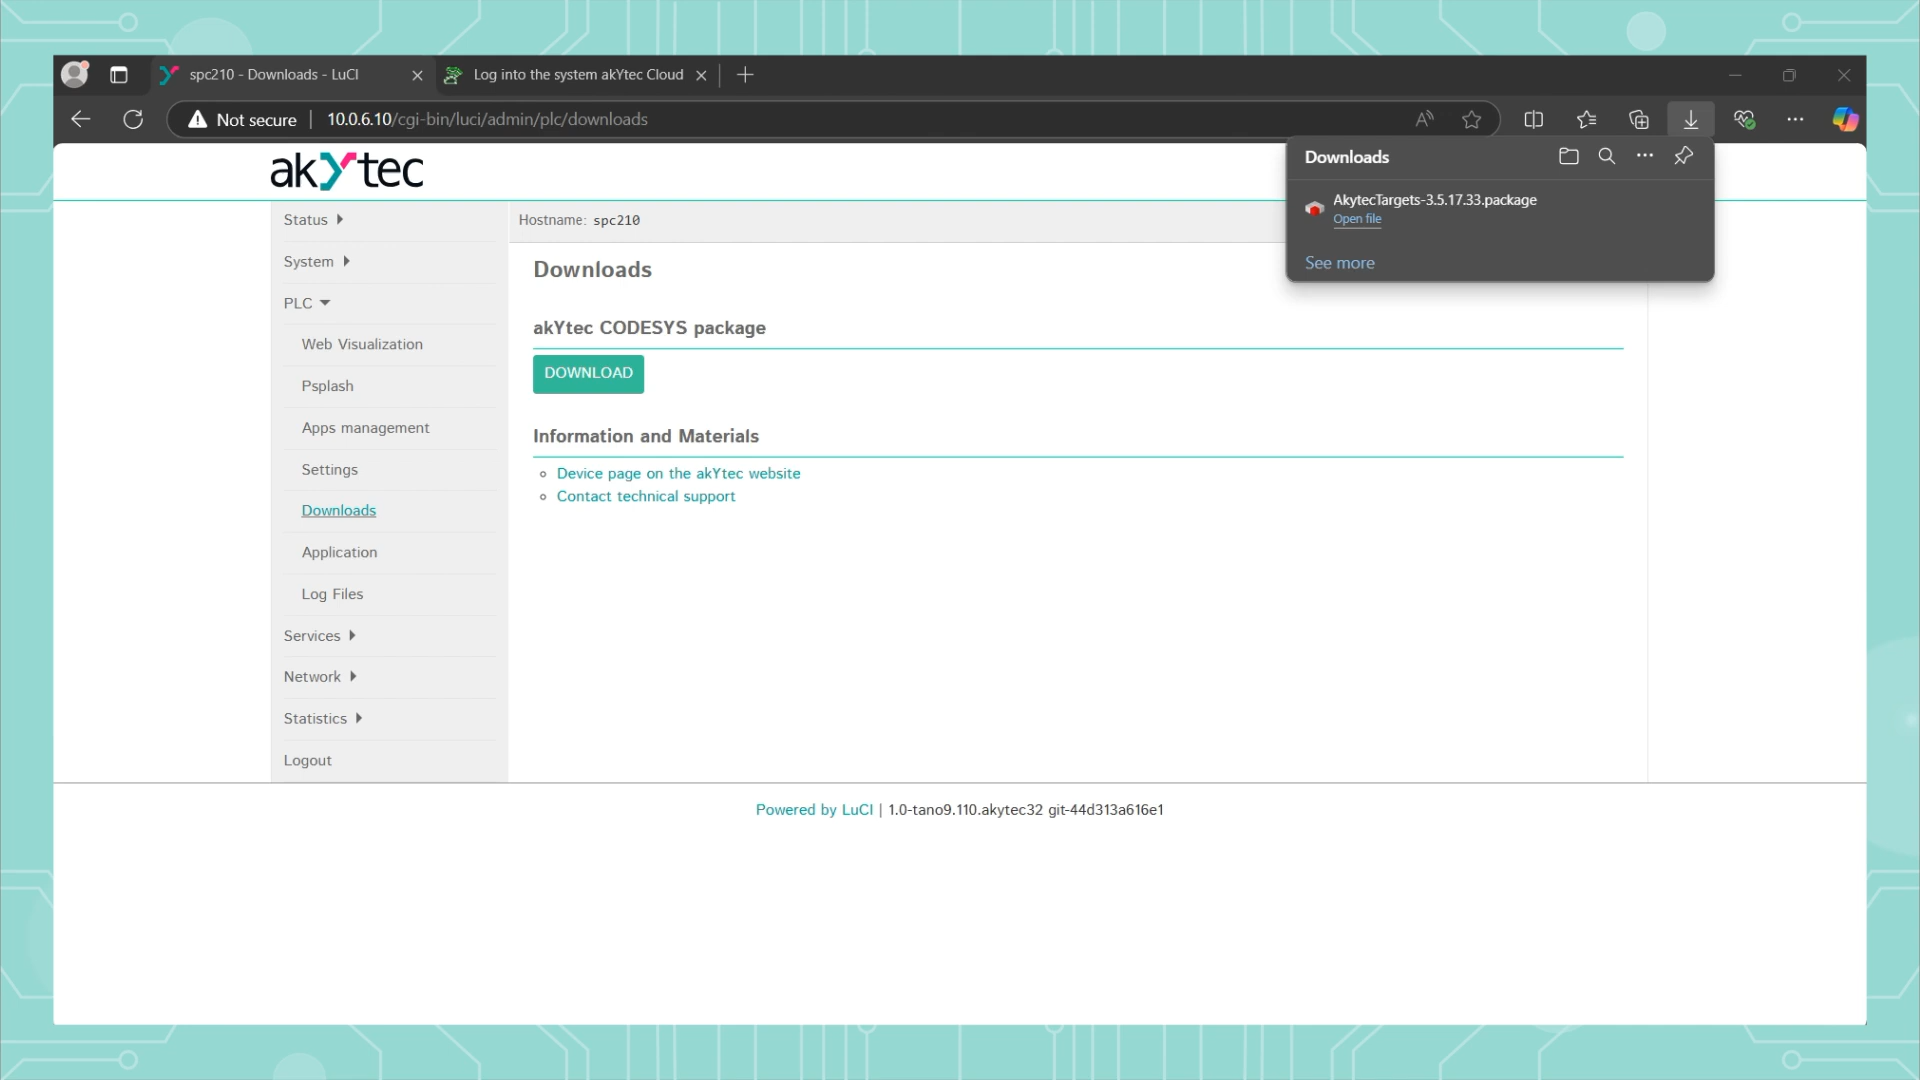 spc210 - Downloads - LuCI
Log into the system akYtec Cloud
Not secure
10.0.6.10/cgi-bin/luci/admin/plc/downloads
Downloads
AkytecTargets-3.5.17.33.package
Open file
See more
akYtec
Status
System
PLC
Web Visualization
Psplash
Apps management
Settings
Downloads
Application
Log Files
Services
Network
Statistics
Logout
Hostname: spc210
Downloads
akYtec CODESYS package
DOWNLOAD
Information and Materials
Device page on the akYtec website
Contact technical support
Powered by LuCI | 1.0-tano9.110.akytec32 git-44d313a616e1